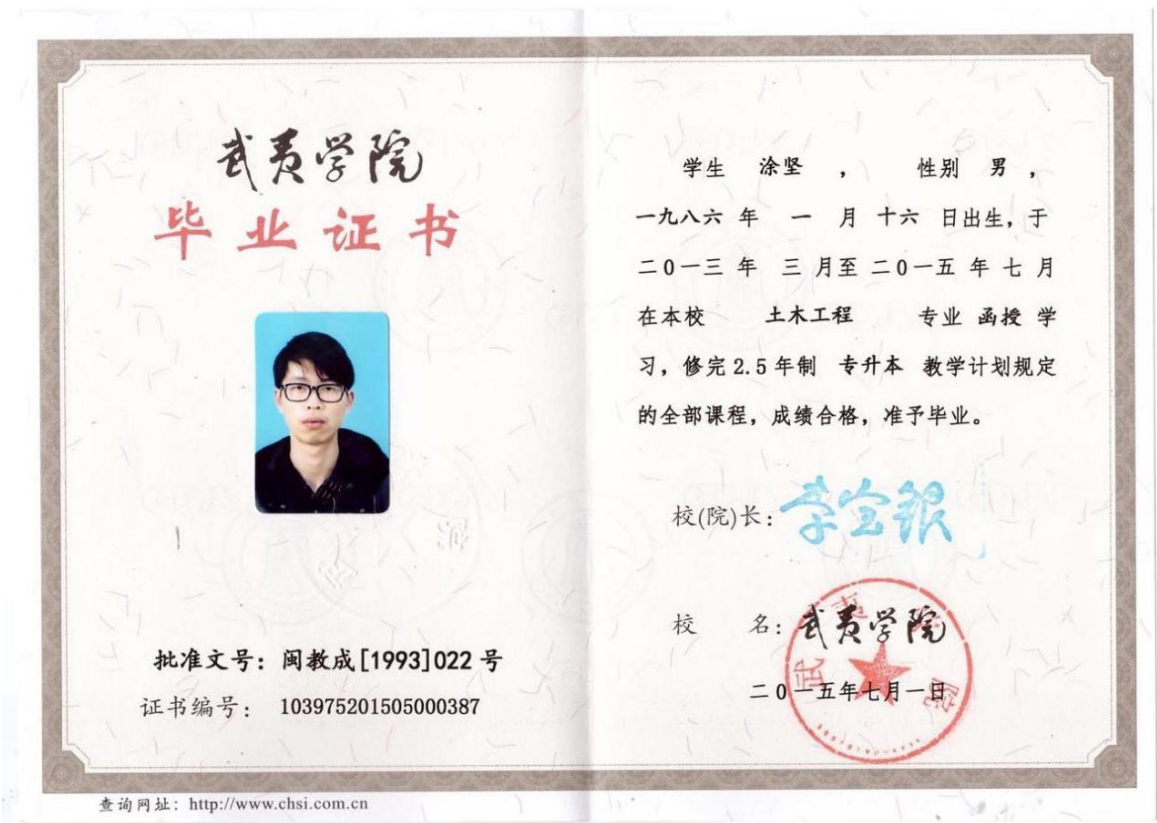 武夷学院
毕业证书
批准文号：闽教成[1993]022号
证书编号： 103975201505000387
查询网址：http://www.chsi.com.cn
学生 涂坚 ， 性别 男 ，
一九八六 年 一 月 十六 日出生，于
二〇一三 年 三 月至 二〇一五 年 七 月
在本校 土木工程 专业 函授 学
习，修完 2.5 年制 专升本 教学计划规定
的全部课程，成绩合格，准予毕业。
校(院)长：李宝银
校 名：武夷学院
二〇一五年七月一日
武夷学院